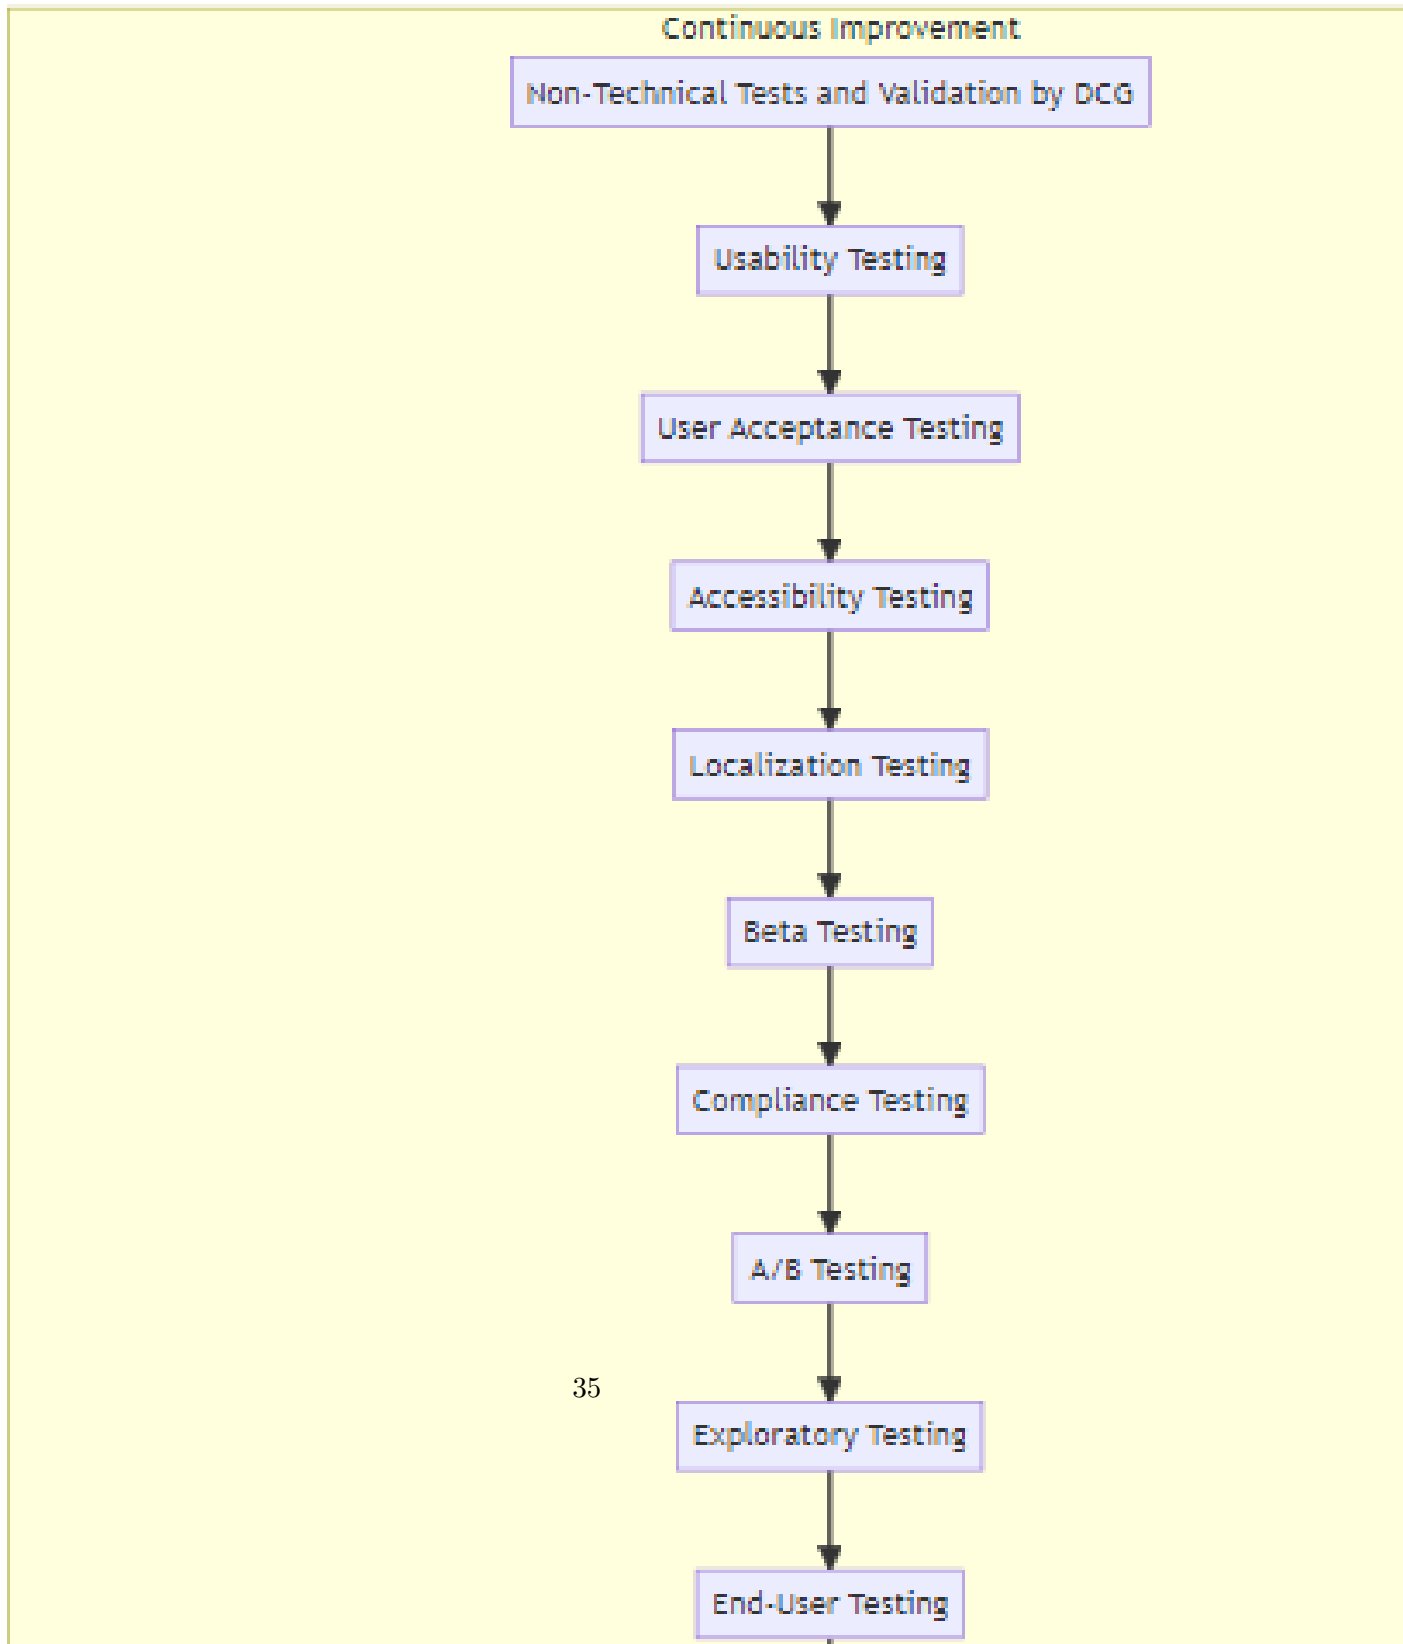 Continuous Improvement
Non-Technical Tests and Validation by DCG
Usability Testing
User Acceptance Testing
Accessibility Testing
Localization Testing
Beta Testing
Compliance Testing
A/B Testing
35
Exploratory Testing
End-User Testing